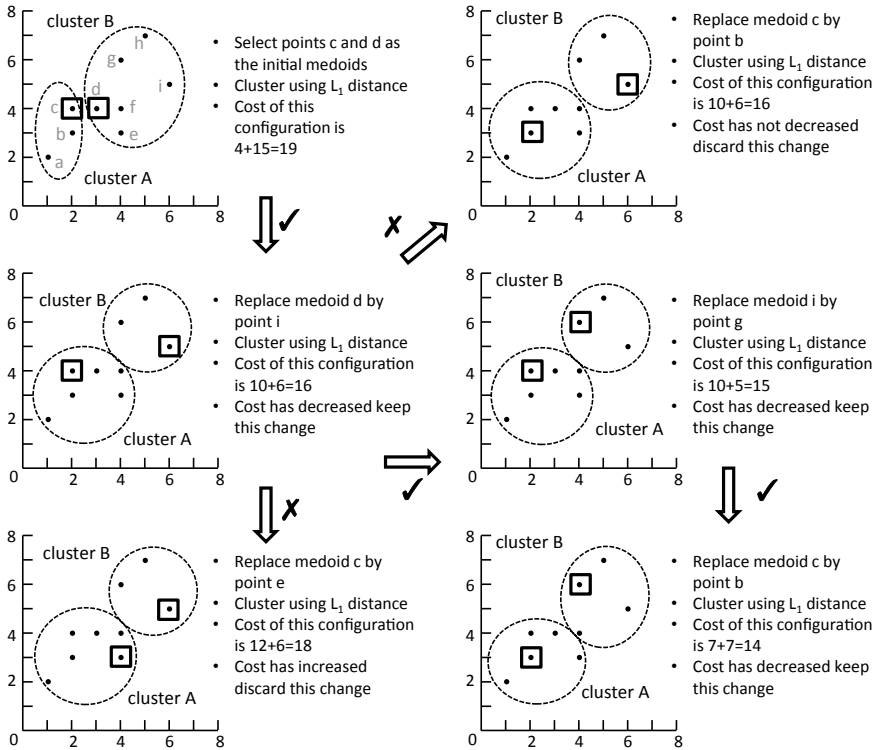 8
6
4
2
0
2
4
6
8
cluster B
h
g
i
d
c
f
b
e
a
cluster A
• Select points c and d as
the initial medoids
• Cluster using L1 distance
• Cost of this
configuration is
4+15=19
✓
✗
8
6
4
2
0
2
4
6
8
cluster B
cluster A
• Replace medoid c by
point b
• Cluster using L1 distance
• Cost of this configuration
is 10+6=16
• Cost has not decreased
discard this change
8
6
4
2
0
2
4
6
8
cluster B
cluster A
• Replace medoid d by
point i
• Cluster using L1 distance
• Cost of this configuration
is 10+6=16
• Cost has decreased keep
this change
✓
✗
8
6
4
2
0
2
4
6
8
cluster B
cluster A
• Replace medoid i by
point g
• Cluster using L1 distance
• Cost of this configuration
is 10+5=15
• Cost has decreased keep
this change
✓
8
6
4
2
0
2
4
6
8
cluster B
cluster A
• Replace medoid c by
point e
• Cluster using L1 distance
• Cost of this configuration
is 12+6=18
• Cost has increased
discard this change
8
6
4
2
0
2
4
6
8
cluster B
cluster A
• Replace medoid c by
point b
• Cluster using L1 distance
• Cost of this configuration
is 7+7=14
• Cost has decreased keep
this change